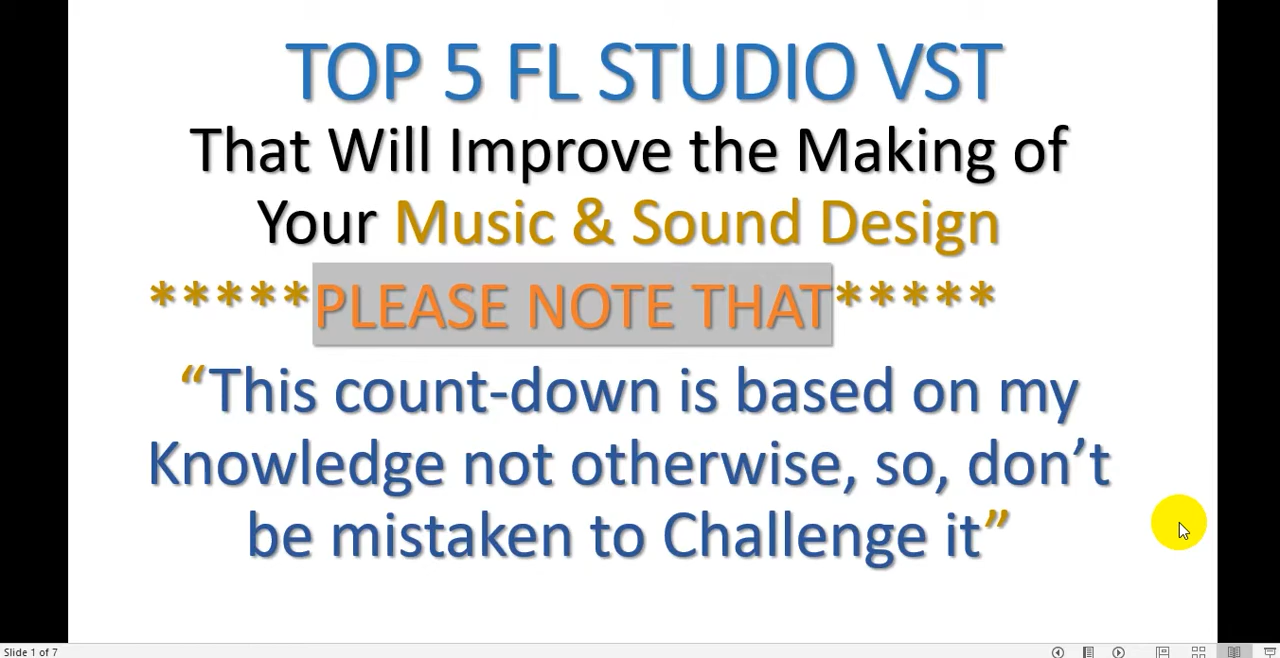 TOP 5 FL STUDIO VST
That Will Improve the Making of
Your Music & Sound Design
*****PLEASE NOTE THAT*****
“This count-down is based on my
Knowledge not otherwise, so, don’t
be mistaken to Challenge it”
Slide 1 of 7